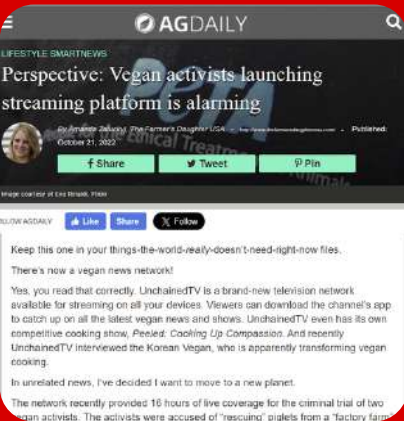 AGDAILY
LIFESTYLE SMARTNEWS
Perspective: Vegan activists launching
streaming platform is alarming
PeTA
By Amanda Zaluckyj, The Farmer's Daughter USA
Published:
October 21, 2022
Ethical Treatment
Animals
f Share
Tweet
Pin
Image courtesy of
Flickr
FOLLOW AGDAILY
Like
Share
X Follow
Keep this one in your things-the-world-really-doesn't-need-right-now files.
There's now a vegan news network!
Yes, you read that correctly. UnchainedTV is a brand-new television network
available for streaming on all your devices. Viewers can download the channel's app
to catch up on all the latest vegan news and shows. UnchainedTV even has its own
competitive cooking show, Peeled: Cooking Up Compassion. And recently
UnchainedTV interviewed the Korean Vegan, who is apparently transforming vegan
cooking.
In unrelated news, I've decided I want to move to a new planet.
The network recently provided 16 hours of live coverage for the criminal trial of two
vegan activists. The activists were accused of "rescuing" piglets from a "factory farm"